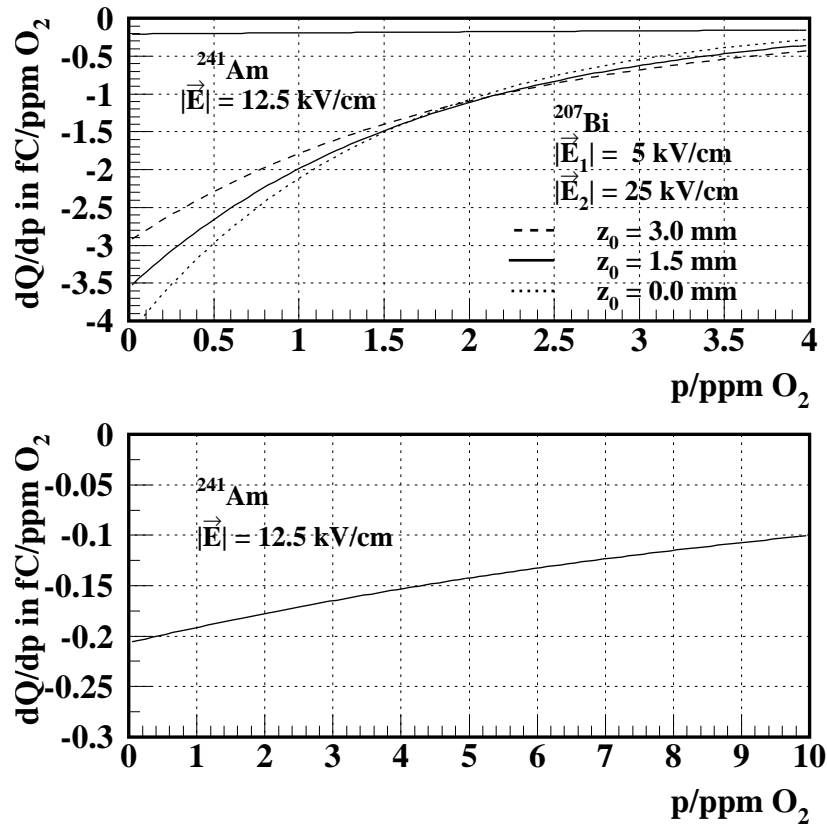 dQ/dp in fC/ppm O₂
0
-0.5
-1
-1.5
-2
-2.5
-3
-3.5
-4
²⁴¹Am
|E⃗| = 12.5 kV/cm
²⁰⁷Bi
|E⃗₁| = 5 kV/cm
|E⃗₂| = 25 kV/cm
z₀ = 3.0 mm
z₀ = 1.5 mm
z₀ = 0.0 mm
0 0.5 1 1.5 2 2.5 3 3.5 4
p/ppm O₂
dQ/dp in fC/ppm O₂
0
-0.05
-0.1
-0.15
-0.2
-0.25
-0.3
²⁴¹Am
|E⃗| = 12.5 kV/cm
0 1 2 3 4 5 6 7 8 9 10
p/ppm O₂